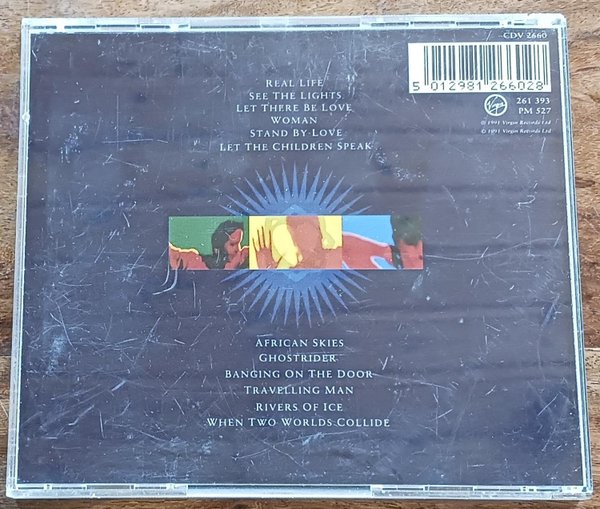 CDV 2660
5 012981 266028
Virgin
261 393
PM 527
℗ 1991 Virgin Records Ltd
© 1991 Virgin Records Ltd
REAL LIFE
SEE THE LIGHTS
LET THERE BE LOVE
WOMAN
STAND BY LOVE
LET THE CHILDREN SPEAK
AFRICAN SKIES
GHOSTRIDER
BANGING ON THE DOOR
TRAVELLING MAN
RIVERS OF ICE
WHEN TWO WORLDS COLLIDE